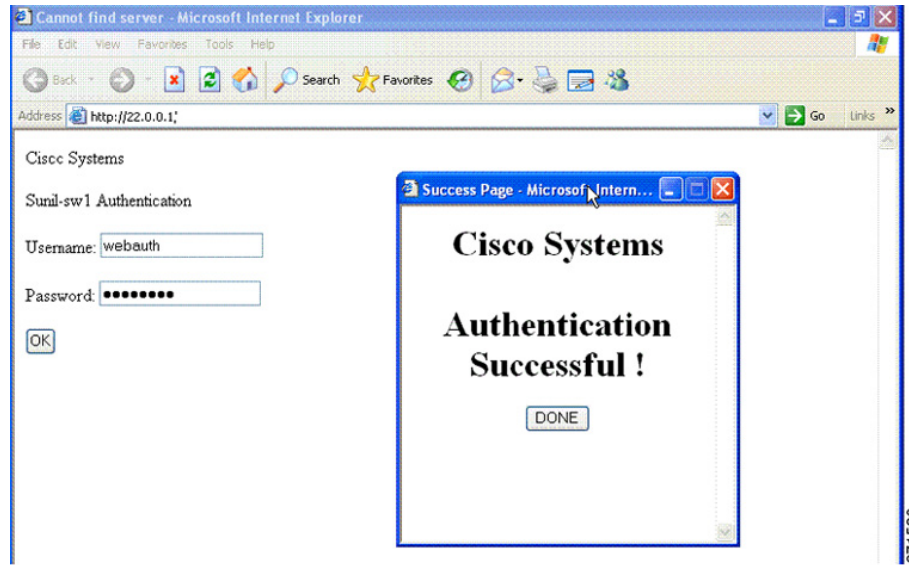 Cannot find server - Microsoft Internet Explorer
File Edit View Favorites Tools Help
Back Search Favorites
Address http://22.0.0.1; Go Links »
Cisco Systems
Sunil-sw1 Authentication
Username: webauth
Password: ••••••••
OK
Success Page - Microsoft Intern...
Cisco Systems
Authentication
Successful !
DONE